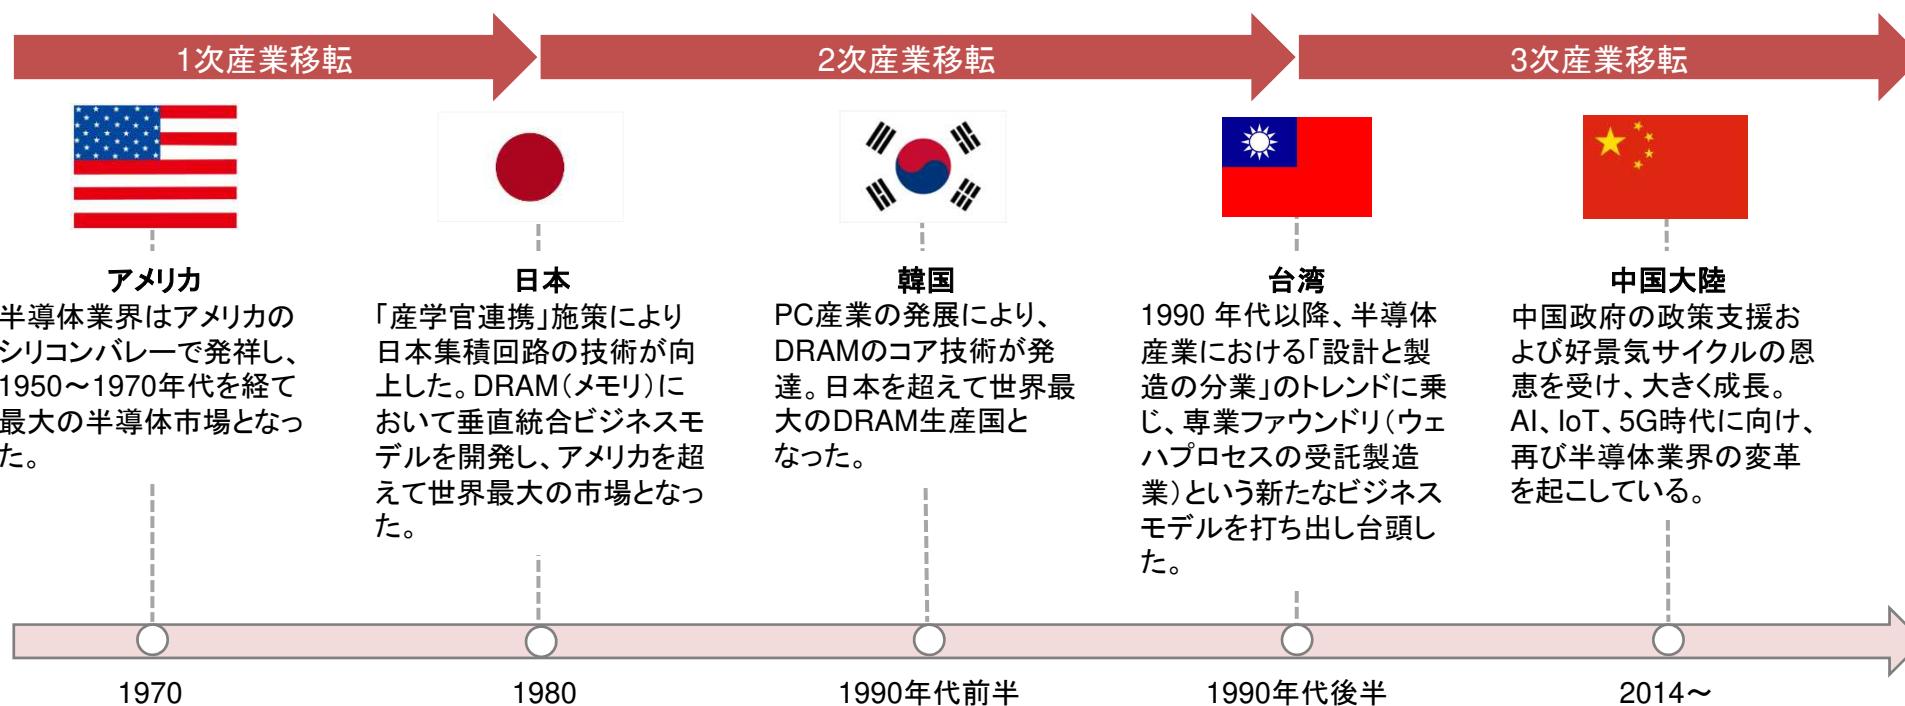 1次産業移転
2次産業移転
3次産業移転
アメリカ
半導体業界はアメリカの
シリコンバレーで発祥し、
1950～1970年代を経て
最大の半導体市場となっ
た。
日本
「産学官連携」施策により
日本集積回路の技術が向
上した。DRAM（メモリ）に
おいて垂直統合ビジネスモ
デルを開発し、アメリカを超
えて世界最大の市場となっ
た。
韓国
PC産業の発展により、
DRAMのコア技術が発
達。日本を超えて世界最
大のDRAM生産国と
なった。
台湾
1990 年代以降、半導体
産業における「設計と製
造の分業」のトレンドに乗
じ、専業ファウンドリ（ウェ
ハプロセスの受託製造
業）という新たなビジネス
モデルを打ち出し台頭し
た。
中国大陸
中国政府の政策支援お
よび好景気サイクルの恩
恵を受け、大きく成長。
AI、IoT、5G時代に向け、
再び半導体業界の変革
を起こしている。
1970
1980
1990年代前半
1990年代後半
2014～